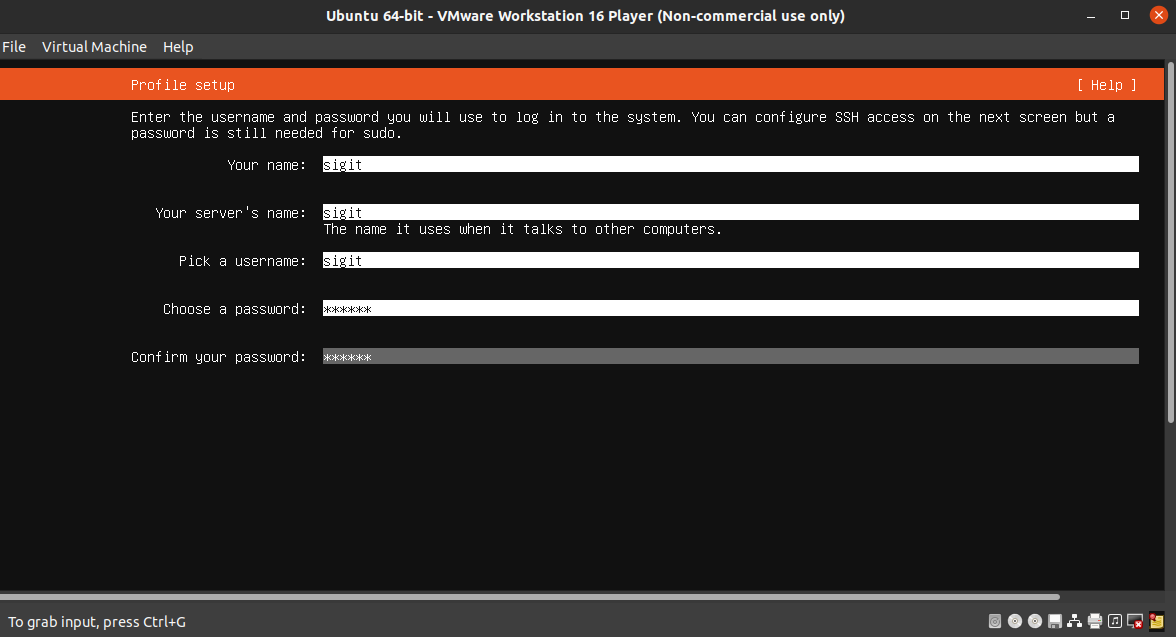 Ubuntu 64-bit - VMware Workstation 16 Player (Non-commercial use only)
File Virtual Machine Help
Profile setup [ Help ]
Enter the username and password you will use to log in to the system. You can configure SSH access on the next screen but a
password is still needed for sudo.
Your name: sigit
Your server's name: sigit
The name it uses when it talks to other computers.
Pick a username: sigit
Choose a password: ******
Confirm your password: ******
To grab input, press Ctrl+G